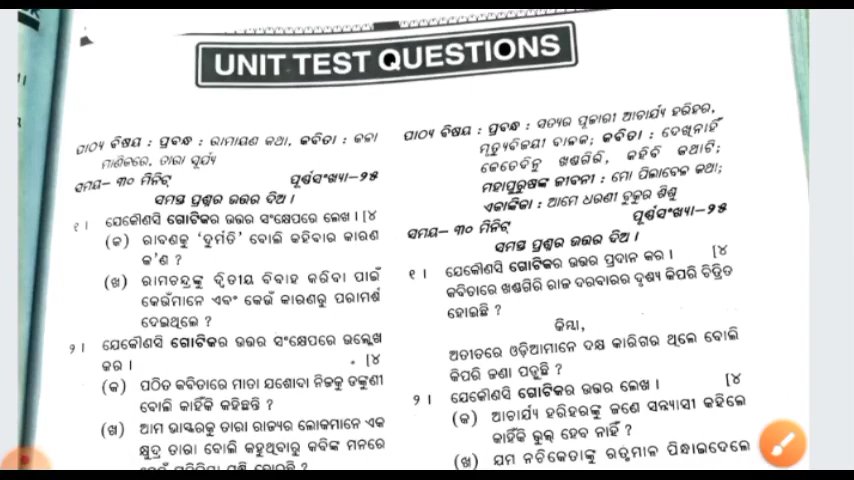 UNIT TEST QUESTIONS
ପାଠ୍ୟ ବିଷୟ : ପ୍ରବନ୍ଧ : ରାମାୟଣ କଥା, କବିତା : କଳା
ମାଣିକରେ, ତାରା ସୂର୍ଯ୍ୟ
ସମୟ–୩୦ ମିନିଟ୍ ପୂର୍ଣ୍ଣସଂଖ୍ୟା–୨୫
ସମସ୍ତ ପ୍ରଶ୍ନର ଉତ୍ତର ଦିଅ ।
୧। ଯେକୌଣସି ଗୋଟିକର ଉତ୍ତର ସଂକ୍ଷେପରେ ଲେଖ । [୪
(କ) ରାବଣକୁ ‘ଦୁର୍ମତି’ ବୋଲି କହିବାର କାରଣ
କ'ଣ ?
(ଖ) ରାମଚନ୍ଦ୍ରଙ୍କୁ ଦ୍ୱିତୀୟ ବିବାହ କରିବା ପାଇଁ
କେଉଁମାନେ ଏବଂ କେଉଁ କାରଣରୁ ପରାମର୍ଷ
ଦେଇଥିଲେ ?
୨। ଯେକୌଣସି ଗୋଟିକର ଉତ୍ତର ସଂକ୍ଷେପରେ ଉଲ୍ଲେଖ
କର । [୪
(କ) ପଠିତ କବିତାରେ ମାତା ଯଶୋଦା ନିଜକୁ ଡଙ୍କୁଣୀ
ବୋଲି କାହିଁକି କହିଛନ୍ତି ?
(ଖ) ଆମ ଭାସ୍କରକୁ ତାରା ରାଜ୍ୟର ଲୋକମାନେ ଏକ
କ୍ଷୁଦ୍ର ତାରା ବୋଲି କହୁଥିବାରୁ କବିଙ୍କ ମନରେ
ପାଠ୍ୟ ବିଷୟ : ପ୍ରବନ୍ଧ : ସତ୍ୟର ପୂଜାରୀ ଆଚାର୍ଯ୍ୟ ହରିହର,
ମୃତ୍ୟୁବିଜୟୀ ବାଳକ; କବିତା : ଦେଖିନାହିଁ
କେତେଦିନୁ ଖଣ୍ଡଗିରି, କହିବି କଥାଟି;
ମହାପୁରୁଷଙ୍କ ଜୀବନୀ : ମୋ ପିଲାବେଳ କଥା;
ଏକାଙ୍କିକା : ଆମେ ଧରଣୀ ବୁକୁର ଶିଶୁ
ସମୟ–୩୦ ମିନିଟ୍ ପୂର୍ଣ୍ଣସଂଖ୍ୟା–୨୫
ସମସ୍ତ ପ୍ରଶ୍ନର ଉତ୍ତର ଦିଅ ।
୧। ଯେକୌଣସି ଗୋଟିକର ଉତ୍ତର ପ୍ରଦାନ କର । [୪
କବିତାରେ ଖଣ୍ଡଗିରି ରାଜ ଦରବାରର ଦୃଶ୍ୟ କିପରି ଚିତ୍ରିତ
ହୋଇଛି ?
କିମ୍ବା,
ଅତୀତରେ ଓଡ଼ିଆମାନେ ଦକ୍ଷ କାରିଗର ଥିଲେ ବୋଲି
କିପରି ଜଣା ପଡୁଛି ?
୨। ଯେକୌଣସି ଗୋଟିକର ଉତ୍ତର ଲେଖ । [୪
(କ) ଆଚାର୍ଯ୍ୟ ହରିହରଙ୍କୁ ଜଣେ ସନ୍ନ୍ୟାସୀ କହିଲେ
କାହିଁକି ଭୁଲ୍ ହେବ ନାହିଁ ?
(ଖ) ଯମ ନଚିକେତାଙ୍କୁ ରତ୍ନମାଳ ପିନ୍ଧାଇଦେଲେ